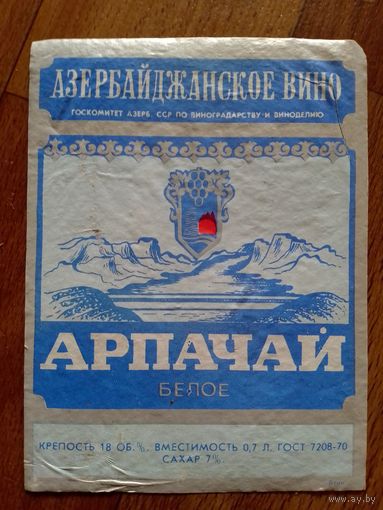 АЗЕРБАЙДЖАНСКОЕ ВИНО
ГОСКОМИТЕТ АЗЕРБ. ССР ПО ВИНОГРАДАРСТВУ И ВИНОДЕЛИЮ
АРПАЧАЙ
БЕЛОЕ
КРЕПОСТЬ 18 ОБ.%. ВМЕСТИМОСТЬ 0,7 Л. ГОСТ 7208-70
САХАР 7%.
ay.by